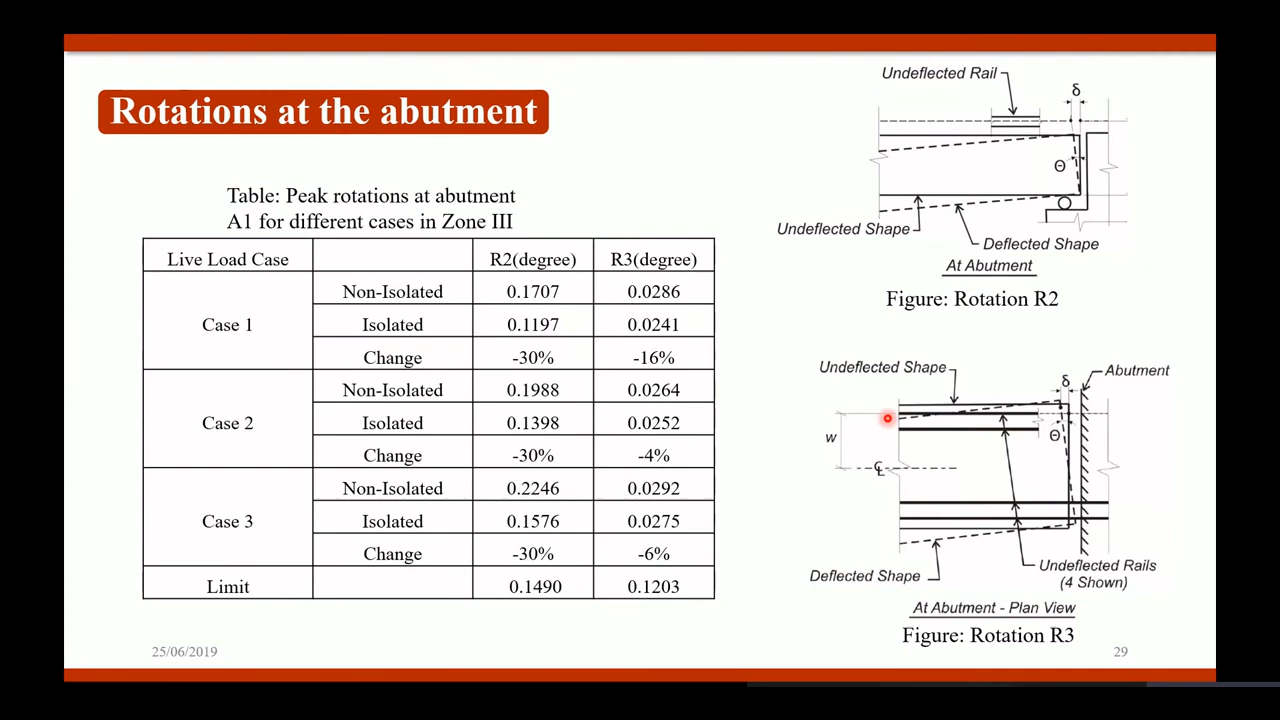 Rotations at the abutment
Table: Peak rotations at abutment
A1 for different cases in Zone III
Live Load Case R2(degree) R3(degree)
Case 1
Non-Isolated 0.1707 0.0286
Isolated 0.1197 0.0241
Change -30% -16%
Case 2
Non-Isolated 0.1988 0.0264
Isolated 0.1398 0.0252
Change -30% -4%
Case 3
Non-Isolated 0.2246 0.0292
Isolated 0.1576 0.0275
Change -30% -6%
Limit 0.1490 0.1203
Undeflected Rail
δ
Θ
Undeflected Shape
Deflected Shape
At Abutment
Figure: Rotation R2
Undeflected Shape
δ
Abutment
Θ
w
℄
Undeflected Rails
(4 Shown)
Deflected Shape
At Abutment - Plan View
Figure: Rotation R3
25/06/2019
29